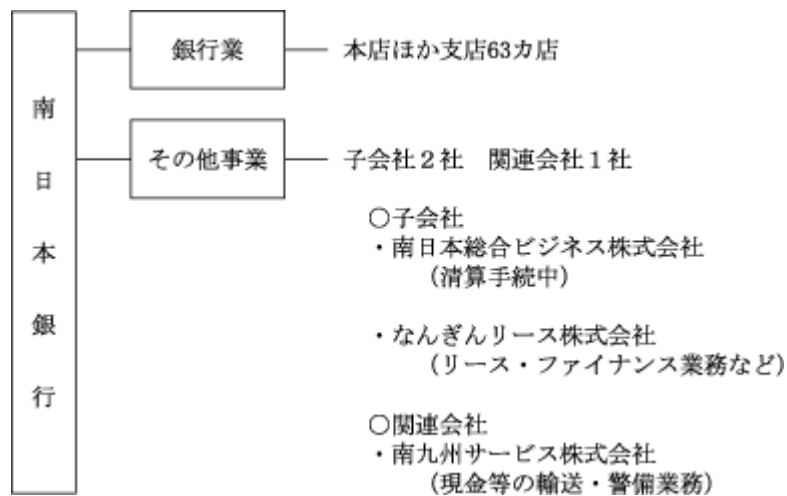 南日本銀行
銀行業
本店ほか支店63カ店
その他事業
子会社２社　関連会社１社
○子会社
・南日本総合ビジネス株式会社
（清算手続中）
・なんぎんリース株式会社
（リース・ファイナンス業務など）
○関連会社
・南九州サービス株式会社
（現金等の輸送・警備業務）